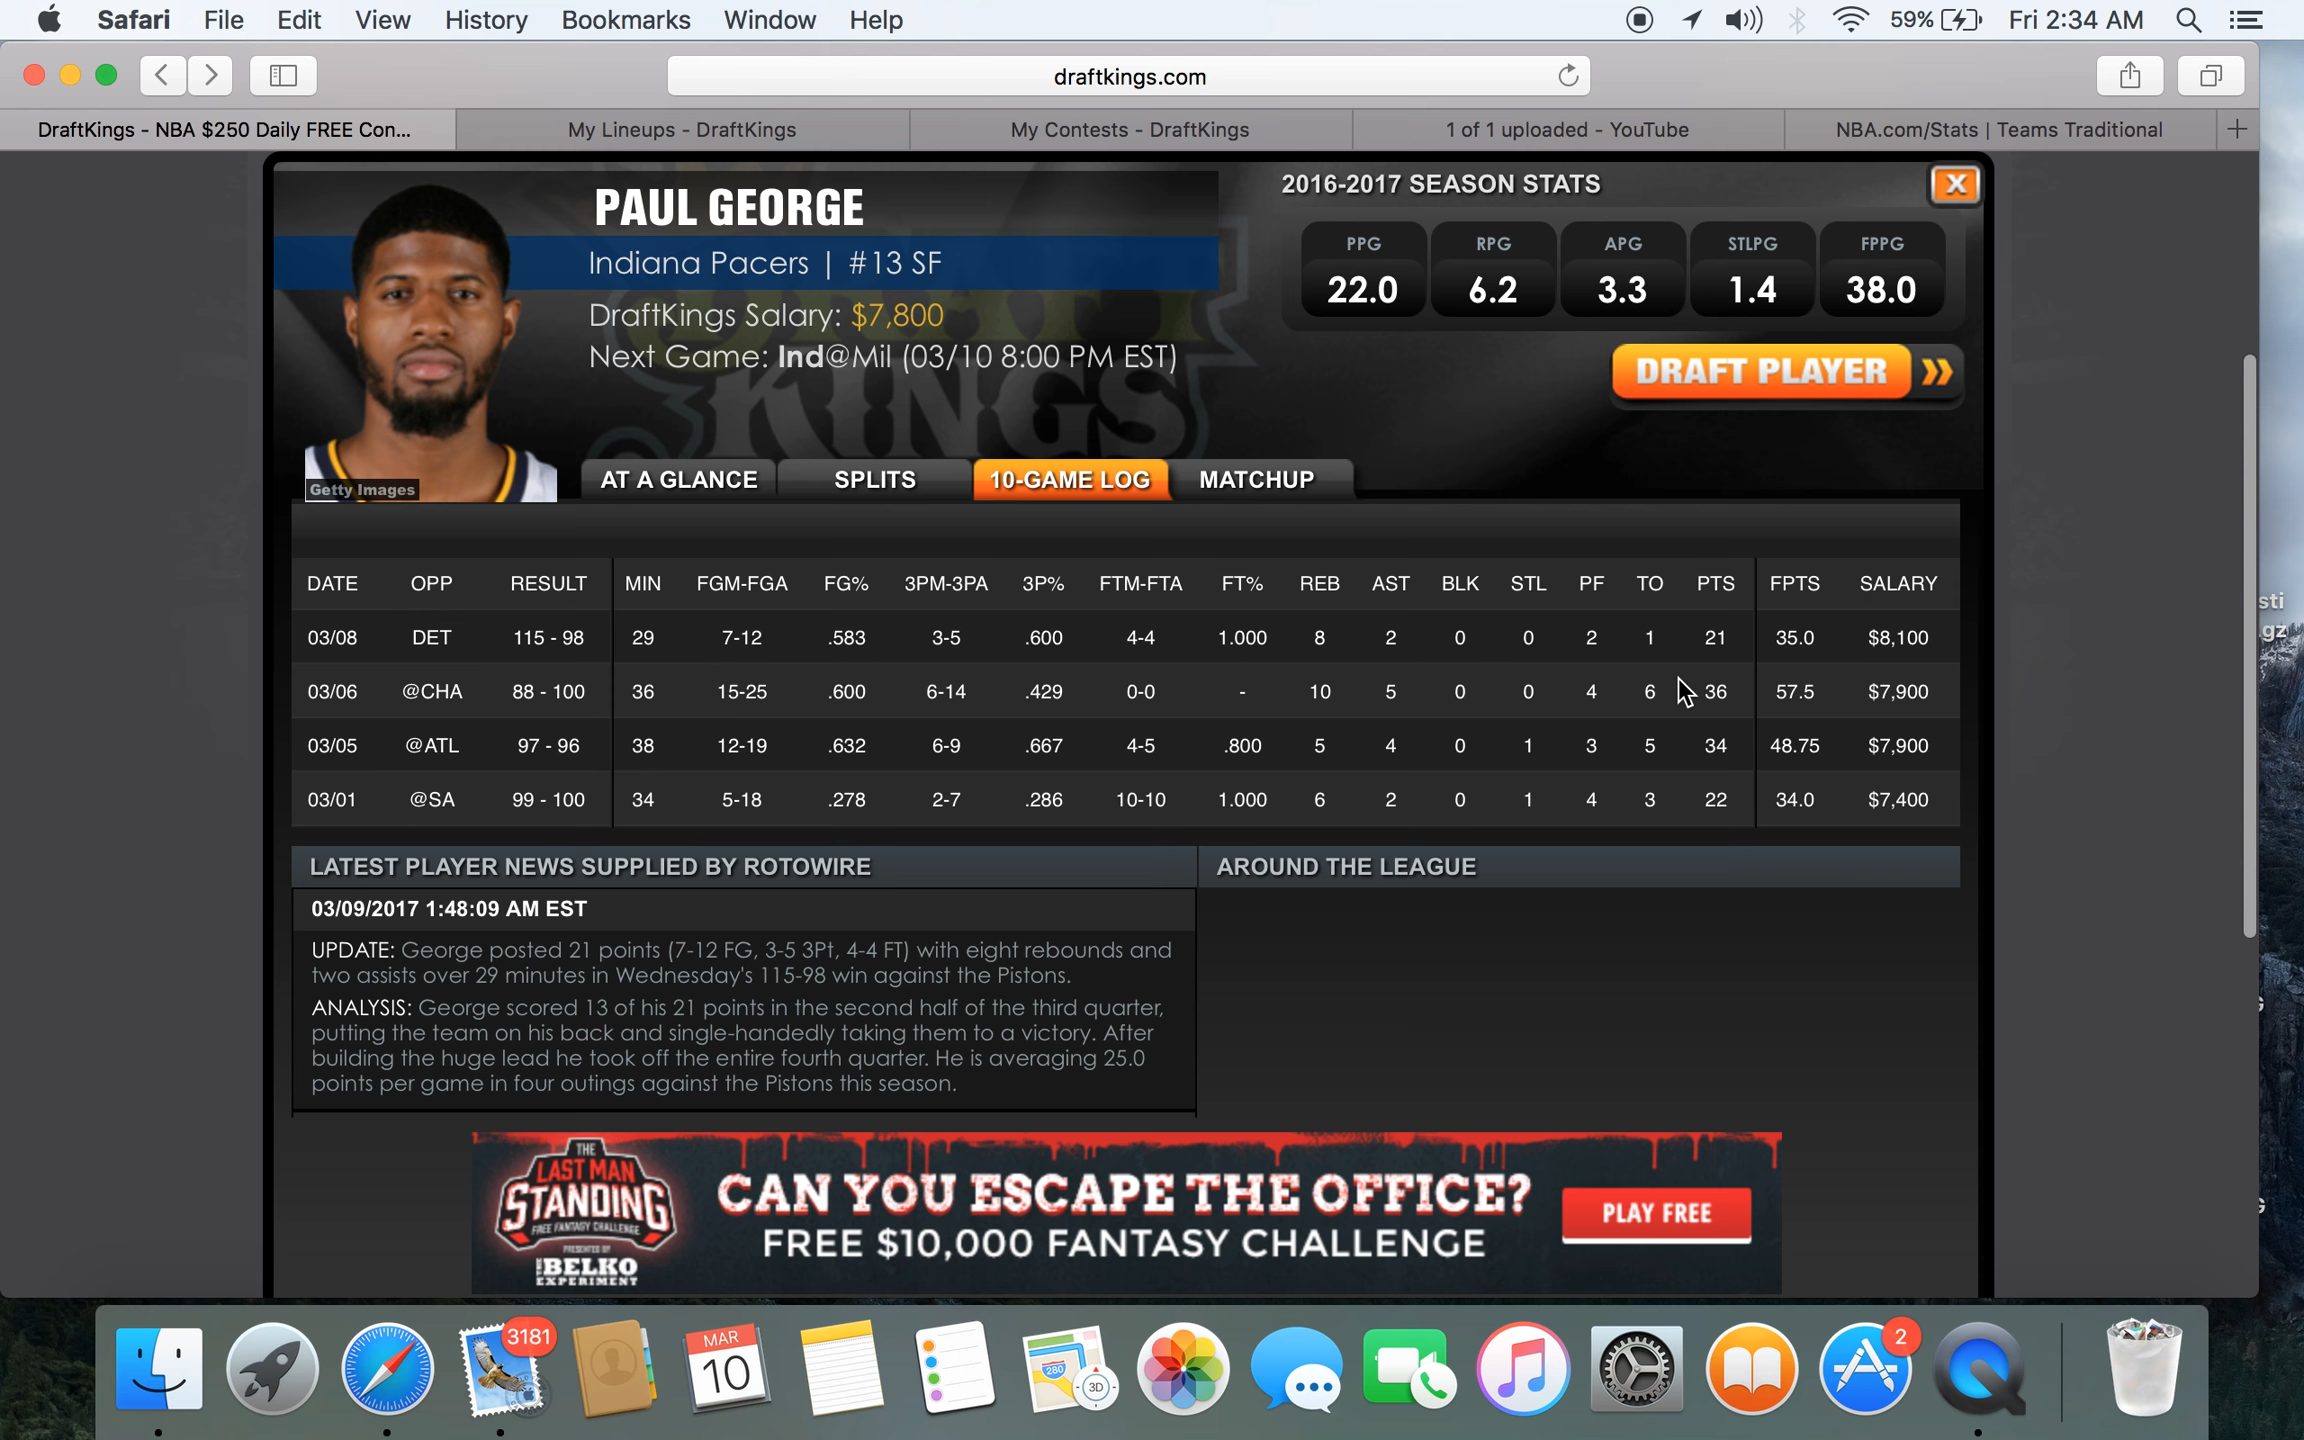 Safari File Edit View History Bookmarks Window Help 59% Fri 2:34 AM
draftkings.com
DraftKings - NBA $250 Daily FREE Con... My Lineups - DraftKings My Contests - DraftKings 1 of 1 uploaded - YouTube NBA.com/Stats | Teams Traditional
PAUL GEORGE
Indiana Pacers | #13 SF
DraftKings Salary: $7,800
Next Game: Ind@Mil (03/10 8:00 PM EST)
KINGS
Getty Images
2016-2017 SEASON STATS
X
PPG RPG APG STLPG FPPG
22.0 6.2 3.3 1.4 38.0
DRAFT PLAYER
AT A GLANCE SPLITS 10-GAME LOG MATCHUP
DATE OPP RESULT MIN FGM-FGA FG% 3PM-3PA 3P% FTM-FTA FT% REB AST BLK STL PF TO PTS FPTS SALARY
03/08 DET 115 - 98 29 7-12 .583 3-5 .600 4-4 1.000 8 2 0 0 2 1 21 35.0 $8,100
03/06 @CHA 88 - 100 36 15-25 .600 6-14 .429 0-0 - 10 5 0 0 4 6 36 57.5 $7,900
03/05 @ATL 97 - 96 38 12-19 .632 6-9 .667 4-5 .800 5 4 0 1 3 5 34 48.75 $7,900
03/01 @SA 99 - 100 34 5-18 .278 2-7 .286 10-10 1.000 6 2 0 1 4 3 22 34.0 $7,400
LATEST PLAYER NEWS SUPPLIED BY ROTOWIRE
AROUND THE LEAGUE
03/09/2017 1:48:09 AM EST
UPDATE: George posted 21 points (7-12 FG, 3-5 3Pt, 4-4 FT) with eight rebounds and
two assists over 29 minutes in Wednesday's 115-98 win against the Pistons.
ANALYSIS: George scored 13 of his 21 points in the second half of the third quarter,
putting the team on his back and single-handedly taking them to a victory. After
building the huge lead he took off the entire fourth quarter. He is averaging 25.0
points per game in four outings against the Pistons this season.
THE
LAST MAN
STANDING
FREE FANTASY CHALLENGE
PRESENTED BY
THE BELKO
EXPERIMENT
CAN YOU ESCAPE THE OFFICE?
FREE $10,000 FANTASY CHALLENGE
PLAY FREE
sti
.gz
3181
MAR
10
280
3D
2